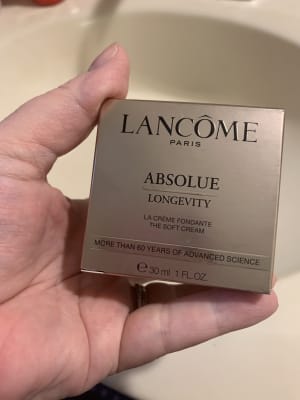 LANCÔME
PARIS
ABSOLUE
LONGEVITY
LA CRÈME FONDANTE
THE SOFT CREAM
MORE THAN 60 YEARS OF ADVANCED SCIENCE
℮ 30 ml 1 FL.OZ.